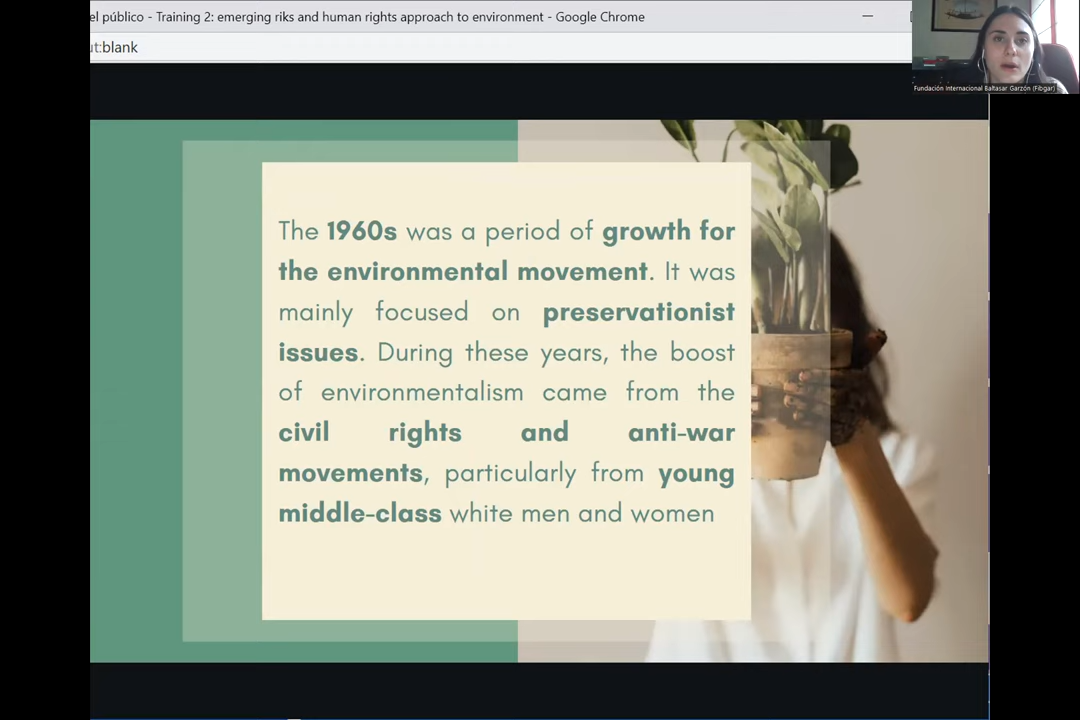 el público - Training 2: emerging riks and human rights approach to environment - Google Chrome
ut:blank
Fundación Internacional Baltasar Garzón (Fibgar)
The 1960s was a period of growth for
the environmental movement. It was
mainly focused on preservationist
issues. During these years, the boost
of environmentalism came from the
civil rights and anti-war
movements, particularly from young
middle-class white men and women